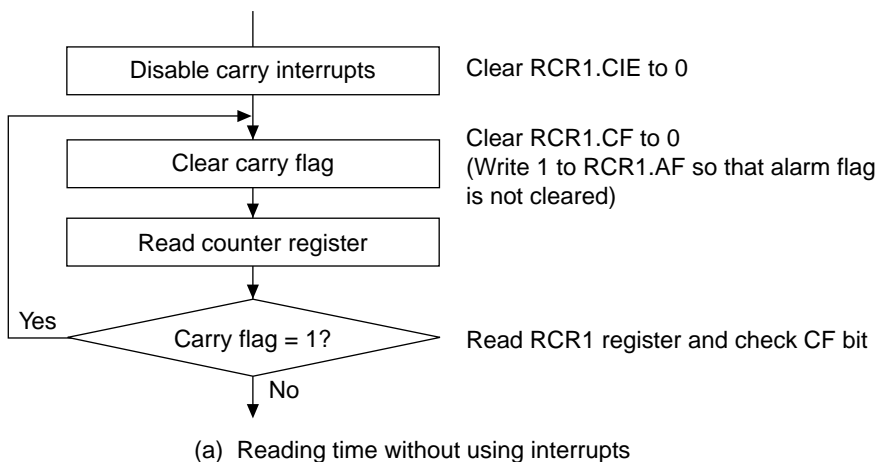 Disable carry interrupts
Clear RCR1.CIE to 0
Clear carry flag
Clear RCR1.CF to 0
(Write 1 to RCR1.AF so that alarm flag
is not cleared)
Read counter register
Yes
Carry flag = 1?
Read RCR1 register and check CF bit
No
(a) Reading time without using interrupts